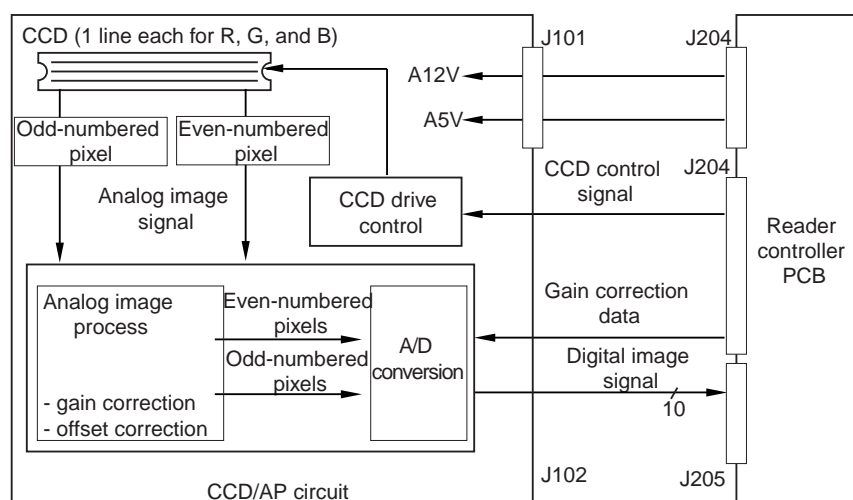 CCD (1 line each for R, G, and B)
J101
J204
A12V
A5V
Odd-numbered
pixel
Even-numbered
pixel
Analog image
signal
CCD drive
control
CCD control
signal
J204
Reader
controller
PCB
Analog image
process
- gain correction
- offset correction
Even-numbered
pixels
Odd-numbered
pixels
A/D
conversion
Gain correction
data
Digital image
signal
10
J102
J205
CCD/AP circuit